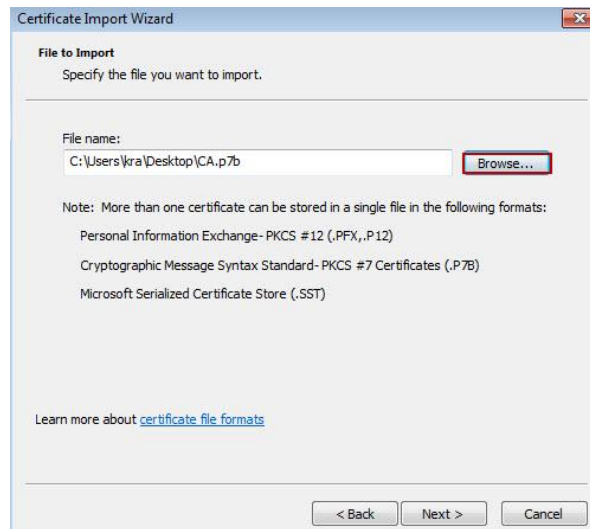 Certificate Import Wizard
File to Import
Specify the file you want to import.
File name:
C:\Users\kra\Desktop\CA.p7b
Browse...
Note: More than one certificate can be stored in a single file in the following formats:
Personal Information Exchange- PKCS #12 (.PFX,.P12)
Cryptographic Message Syntax Standard- PKCS #7 Certificates (.P7B)
Microsoft Serialized Certificate Store (.SST)
Learn more about certificate file formats
< Back Next > Cancel